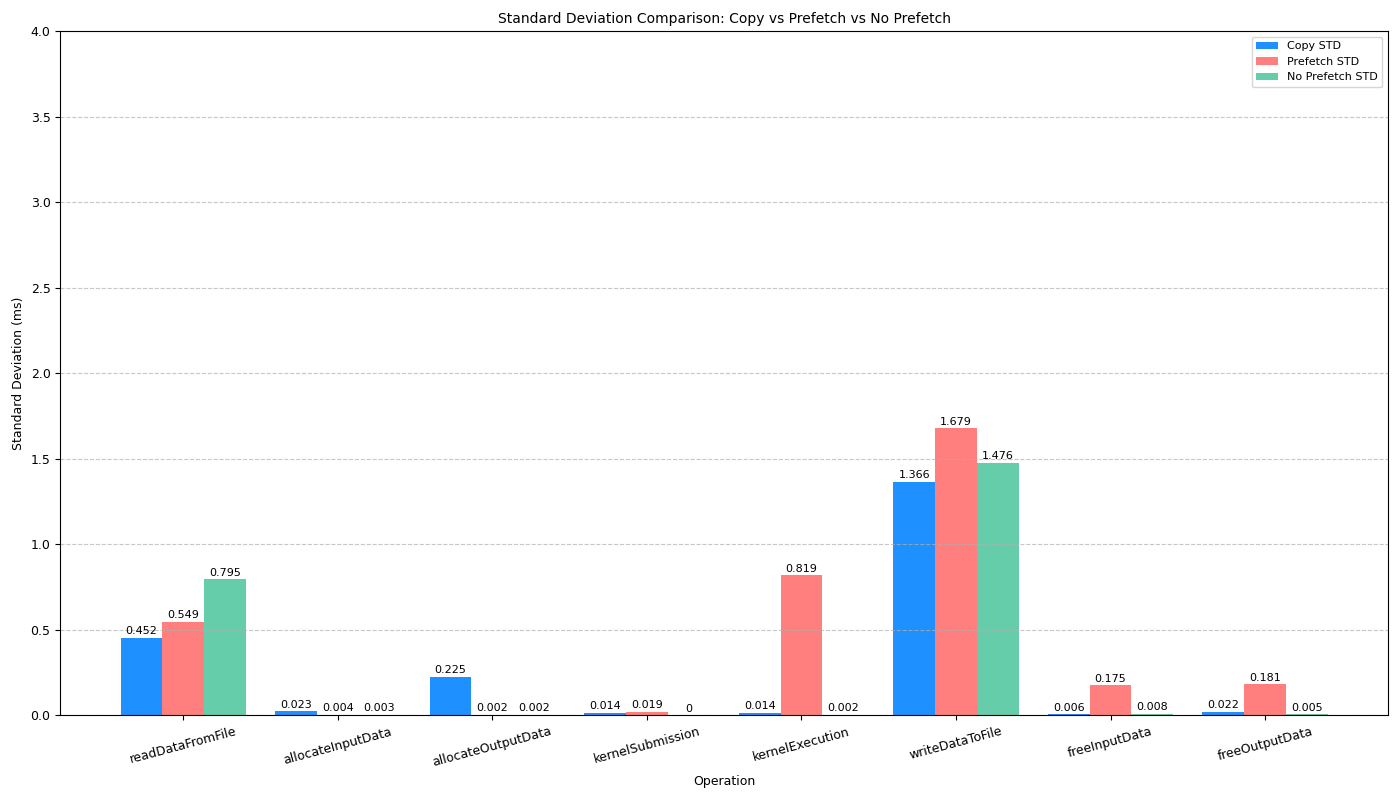 Standard Deviation Comparison: Copy vs Prefetch vs No Prefetch
Copy STD
Prefetch STD
No Prefetch STD
Standard Deviation (ms)
4.0
3.5
3.0
2.5
2.0
1.5
1.0
0.5
0.0
0.452 0.549 0.795
0.023 0.004 0.003
0.225 0.002 0.002
0.014 0.019 0
0.014 0.819 0.002
1.366 1.679 1.476
0.006 0.175 0.008
0.022 0.181 0.005
readDataFromFile
allocateInputData
allocateOutputData
kernelSubmission
kernelExecution
writeDataToFile
freeInputData
freeOutputData
Operation